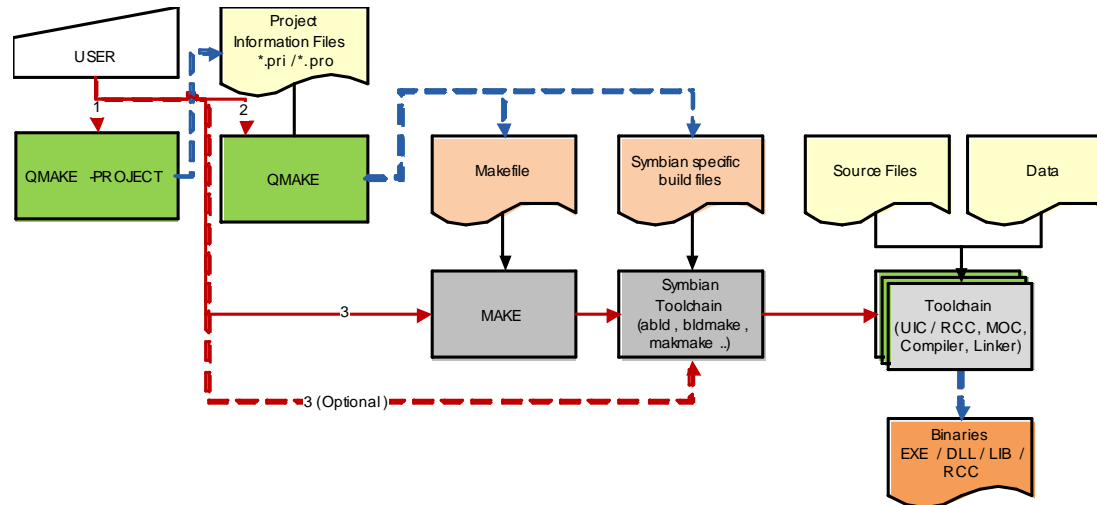 USER
Project
Information Files
*.pri /*.pro
1
2
QMAKE -PROJECT
QMAKE
Makefile
Symbian specific
build files
Source Files
Data
3
MAKE
Symbian
Toolchain
(abld , bldmake ,
makmake ..)
Toolchain
(UIC / RCC, MOC,
Compiler, Linker)
3 (Optional )
Binaries
EXE / DLL / LIB /
RCC